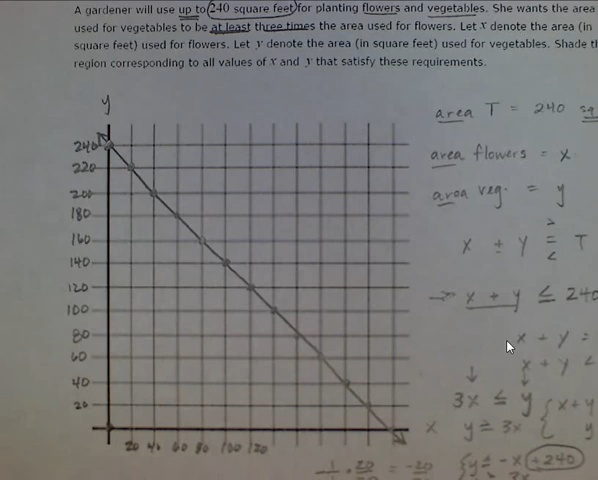 A gardener will use up to 240 square feet for planting flowers and vegetables. She wants the area
used for vegetables to be at least three times the area used for flowers. Let x denote the area (in
square feet) used for flowers. Let y denote the area (in square feet) used for vegetables. Shade th
region corresponding to all values of x and y that satisfy these requirements.
y
area T = 240 sq
area flowers = x
area veg. = y
x ± y ≥ = ≤ T
→ x + y ≤ 240
x + y =
x + y <
3x ≤ y
x + y
y ≥ 3x
y
y ≤ -x + 240
240
220
200
180
160
140
120
100
80
60
40
20
20 40 60 80 100 120
x
= -20